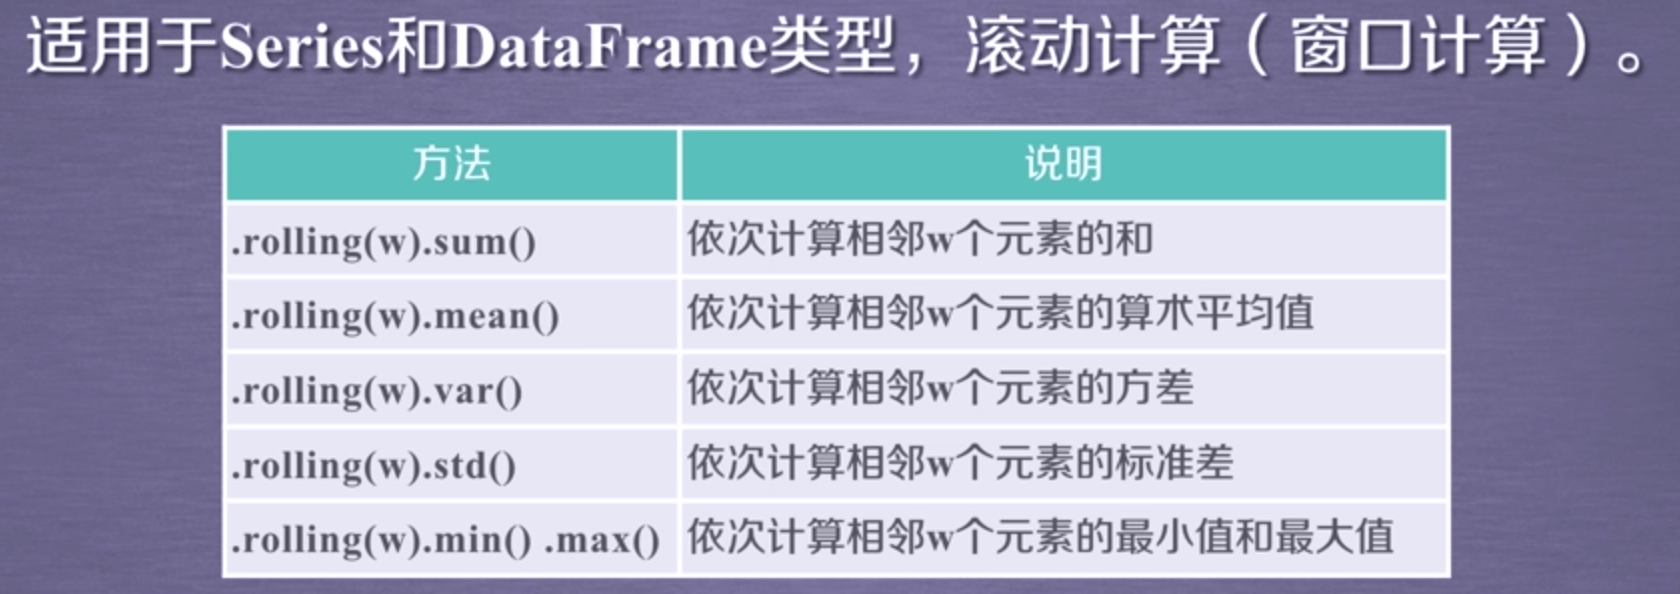 适用于Series和DataFrame类型，滚动计算（窗口计算）。
方法 说明
.rolling(w).sum() 依次计算相邻w个元素的和
.rolling(w).mean() 依次计算相邻w个元素的算术平均值
.rolling(w).var() 依次计算相邻w个元素的方差
.rolling(w).std() 依次计算相邻w个元素的标准差
.rolling(w).min() .max() 依次计算相邻w个元素的最小值和最大值